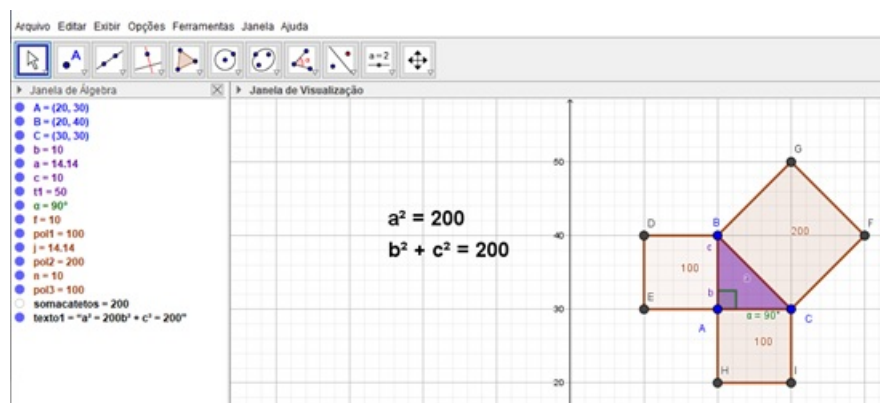 Arquivo Editar Exibir Opções Ferramentas Janela Ajuda
A
a=2
Janela de Álgebra
Janela de Visualização
A = (20, 30)
B = (20, 40)
C = (30, 30)
b = 10
a = 14.14
c = 10
t1 = 50
α = 90°
f = 10
pol1 = 100
j = 14.14
pol2 = 200
n = 10
pol3 = 100
somacatetos = 200
texto1 = "a² = 200b² + c² = 200"
a² = 200
b² + c² = 200
50
40
30
20
G
D
B
F
c
200
100
a
E
b
α = 90°
A
C
100
H
I